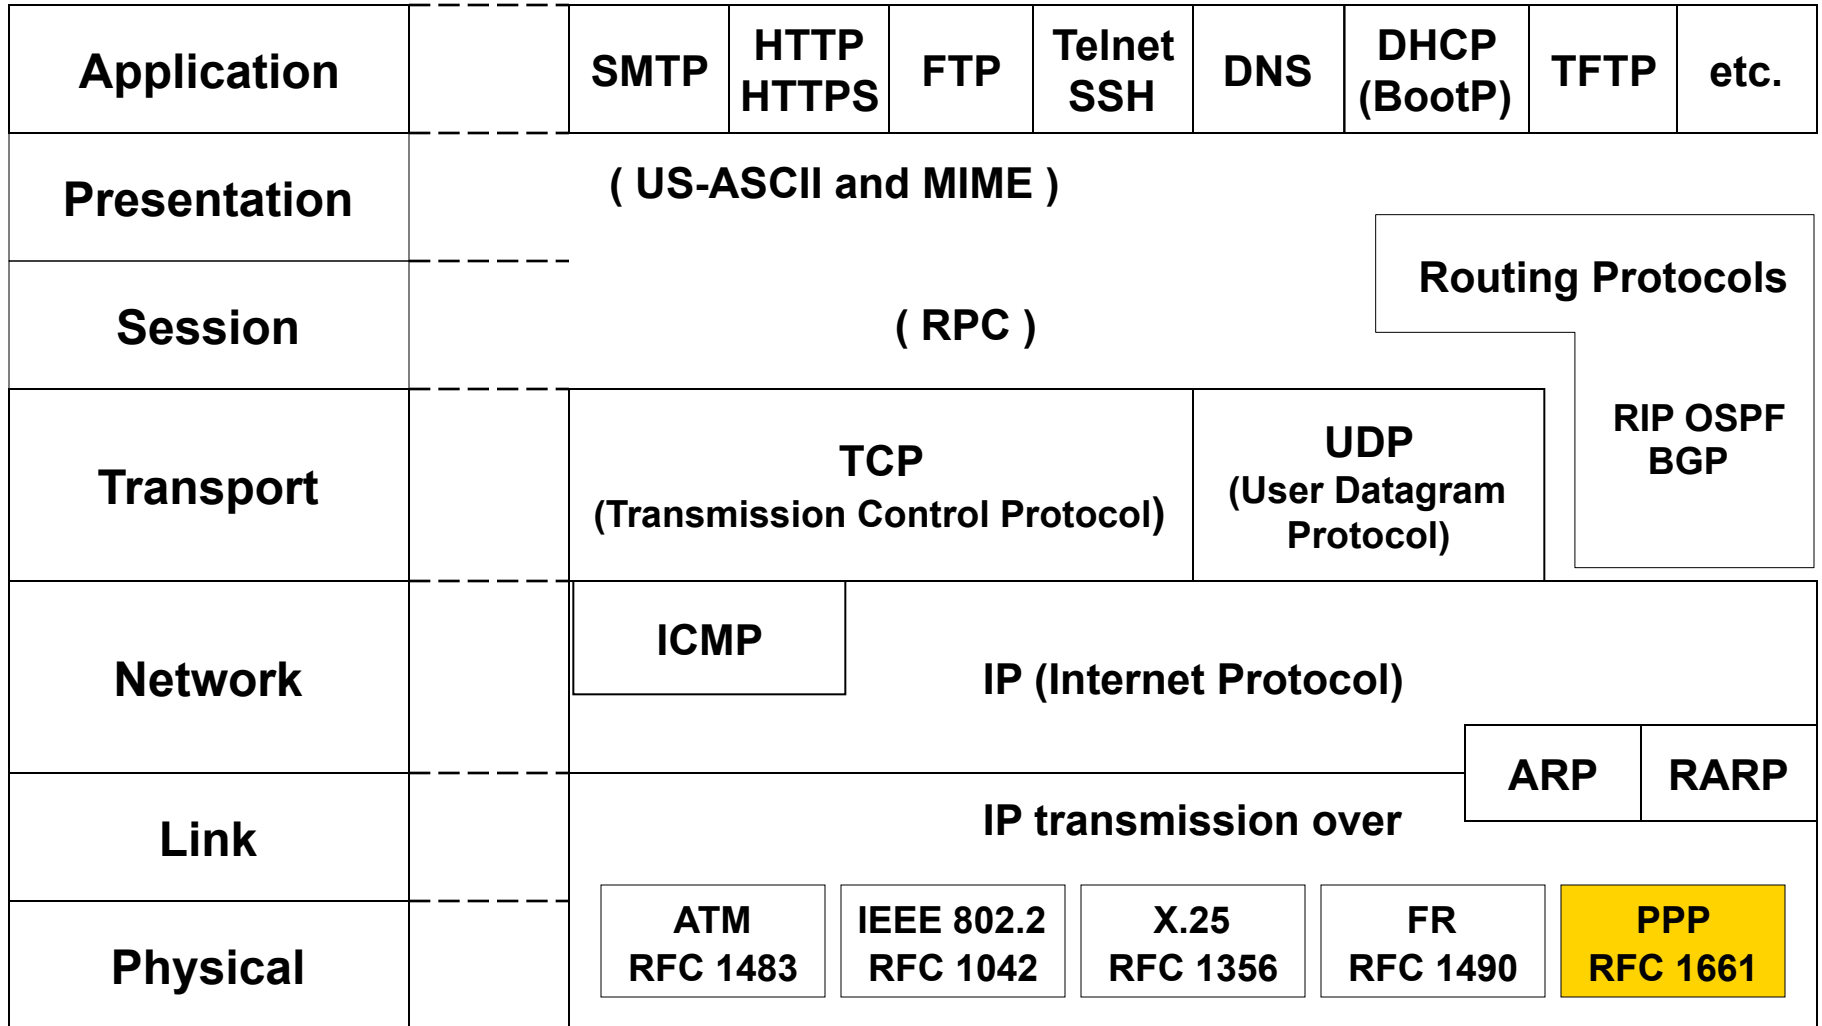 Application
SMTP
HTTP
HTTPS
FTP
Telnet
SSH
DNS
DHCP
(BootP)
TFTP
etc.
Presentation
( US-ASCII and MIME )
Routing Protocols
Session
( RPC )
RIP OSPF
BGP
Transport
TCP
(Transmission Control Protocol)
UDP
(User Datagram
Protocol)
Network
ICMP
IP (Internet Protocol)
ARP
RARP
Link
IP transmission over
Physical
ATM
RFC 1483
IEEE 802.2
RFC 1042
X.25
RFC 1356
FR
RFC 1490
PPP
RFC 1661